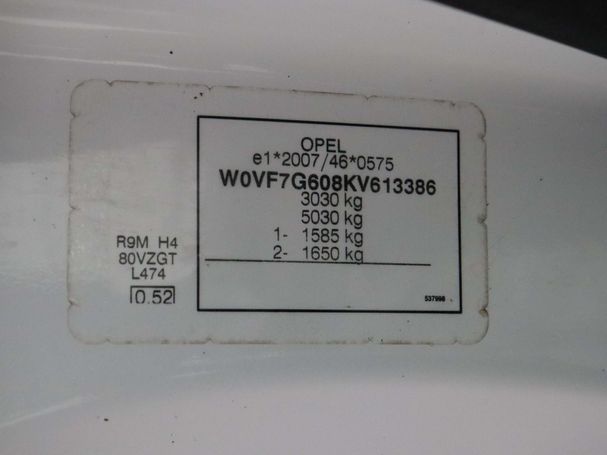 OPEL
e1*2007/46*0575
W0VF7G608KV613386
3030 kg
5030 kg
1- 1585 kg
2- 1650 kg
R9M H4
80VZGT
L474
0.52
537998